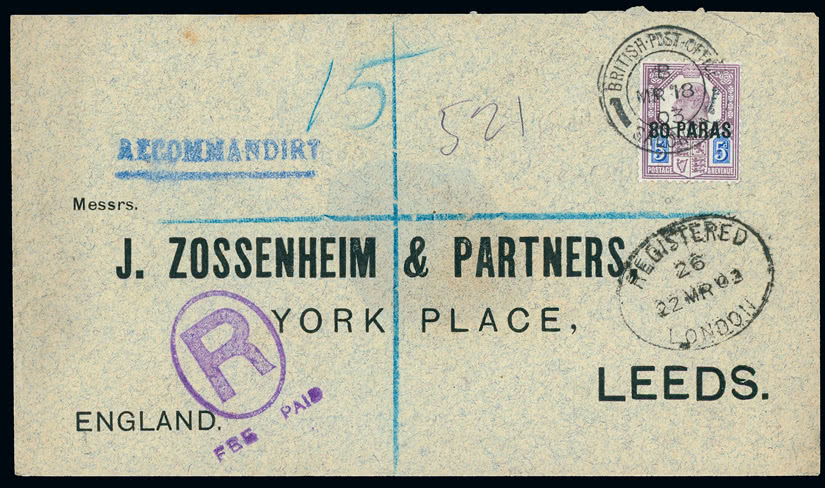 15
521
BRITISH·POST·OFFICE
B
MR 18
03
80 PARAS
5 5
POSTAGE & REVENUE
RECOMMANDIRT
Messrs.
J. ZOSSENHEIM & PARTNERS,
YORK PLACE,
LEEDS.
ENGLAND.
REGISTERED
26
22 MR 03
LONDON
R
FEE PAID